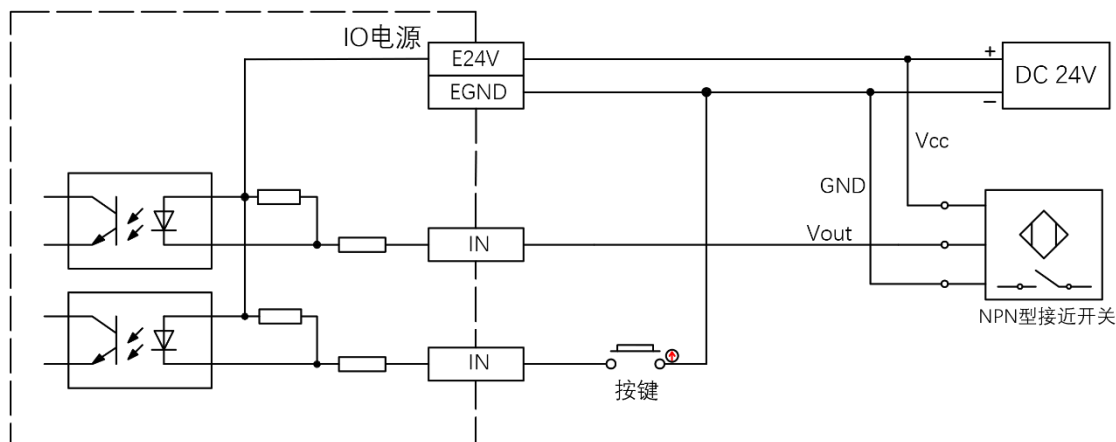 IO电源
E24V
EGND
+
−
DC 24V
Vcc
GND
IN
Vout
NPN型接近开关
IN
按键